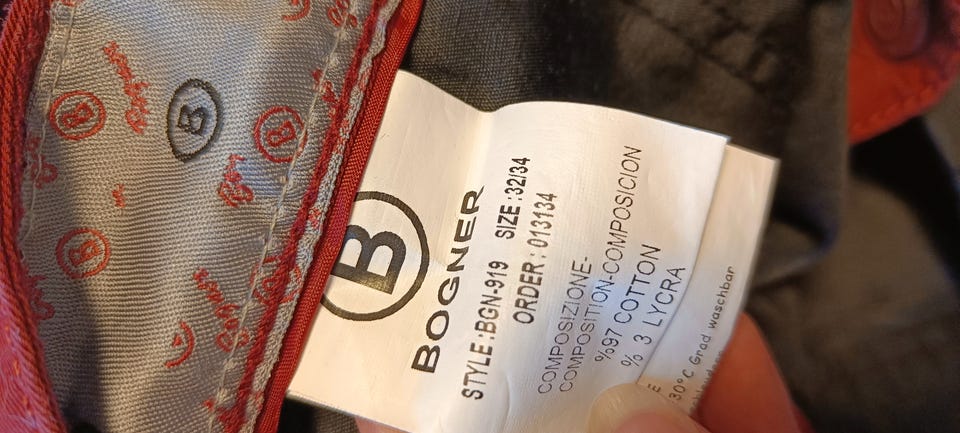 B
BOGNER
STYLE :BGN-919 SIZE :32/34
ORDER : 013134
COMPOSIZIONE-
COMPOSITION-COMPOSICION
%97 COTTON
% 3 LYCRA
30°C Grad waschbar
B
B
B
B